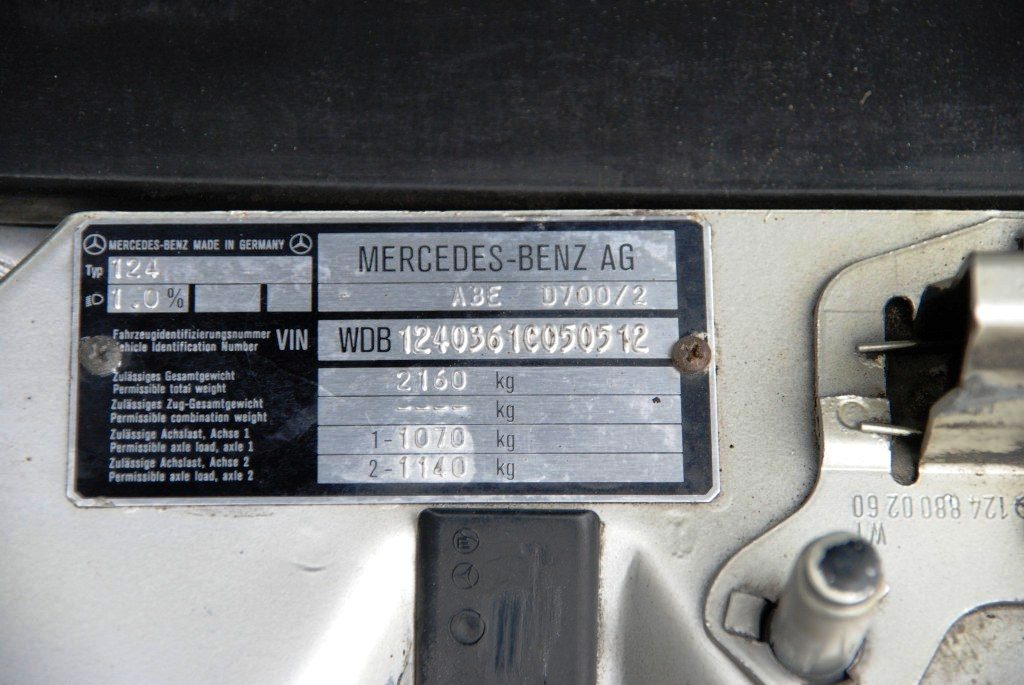 MERCEDES-BENZ MADE IN GERMANY
Typ 124
1.0%
MERCEDES-BENZ AG
ABE D700/2
Fahrzeugidentifizierungsnummer
Vehicle Identification Number
VIN
WDB 1240361C050512
Zulässiges Gesamtgewicht
Permissible total weight
2160 kg
Zulässiges Zug-Gesamtgewicht
Permissible combination weight
---- kg
Zulässige Achslast, Achse 1
Permissible axle load, axle 1
1-1070 kg
Zulässige Achslast, Achse 2
Permissible axle load, axle 2
2-1140 kg
124 880 02 60